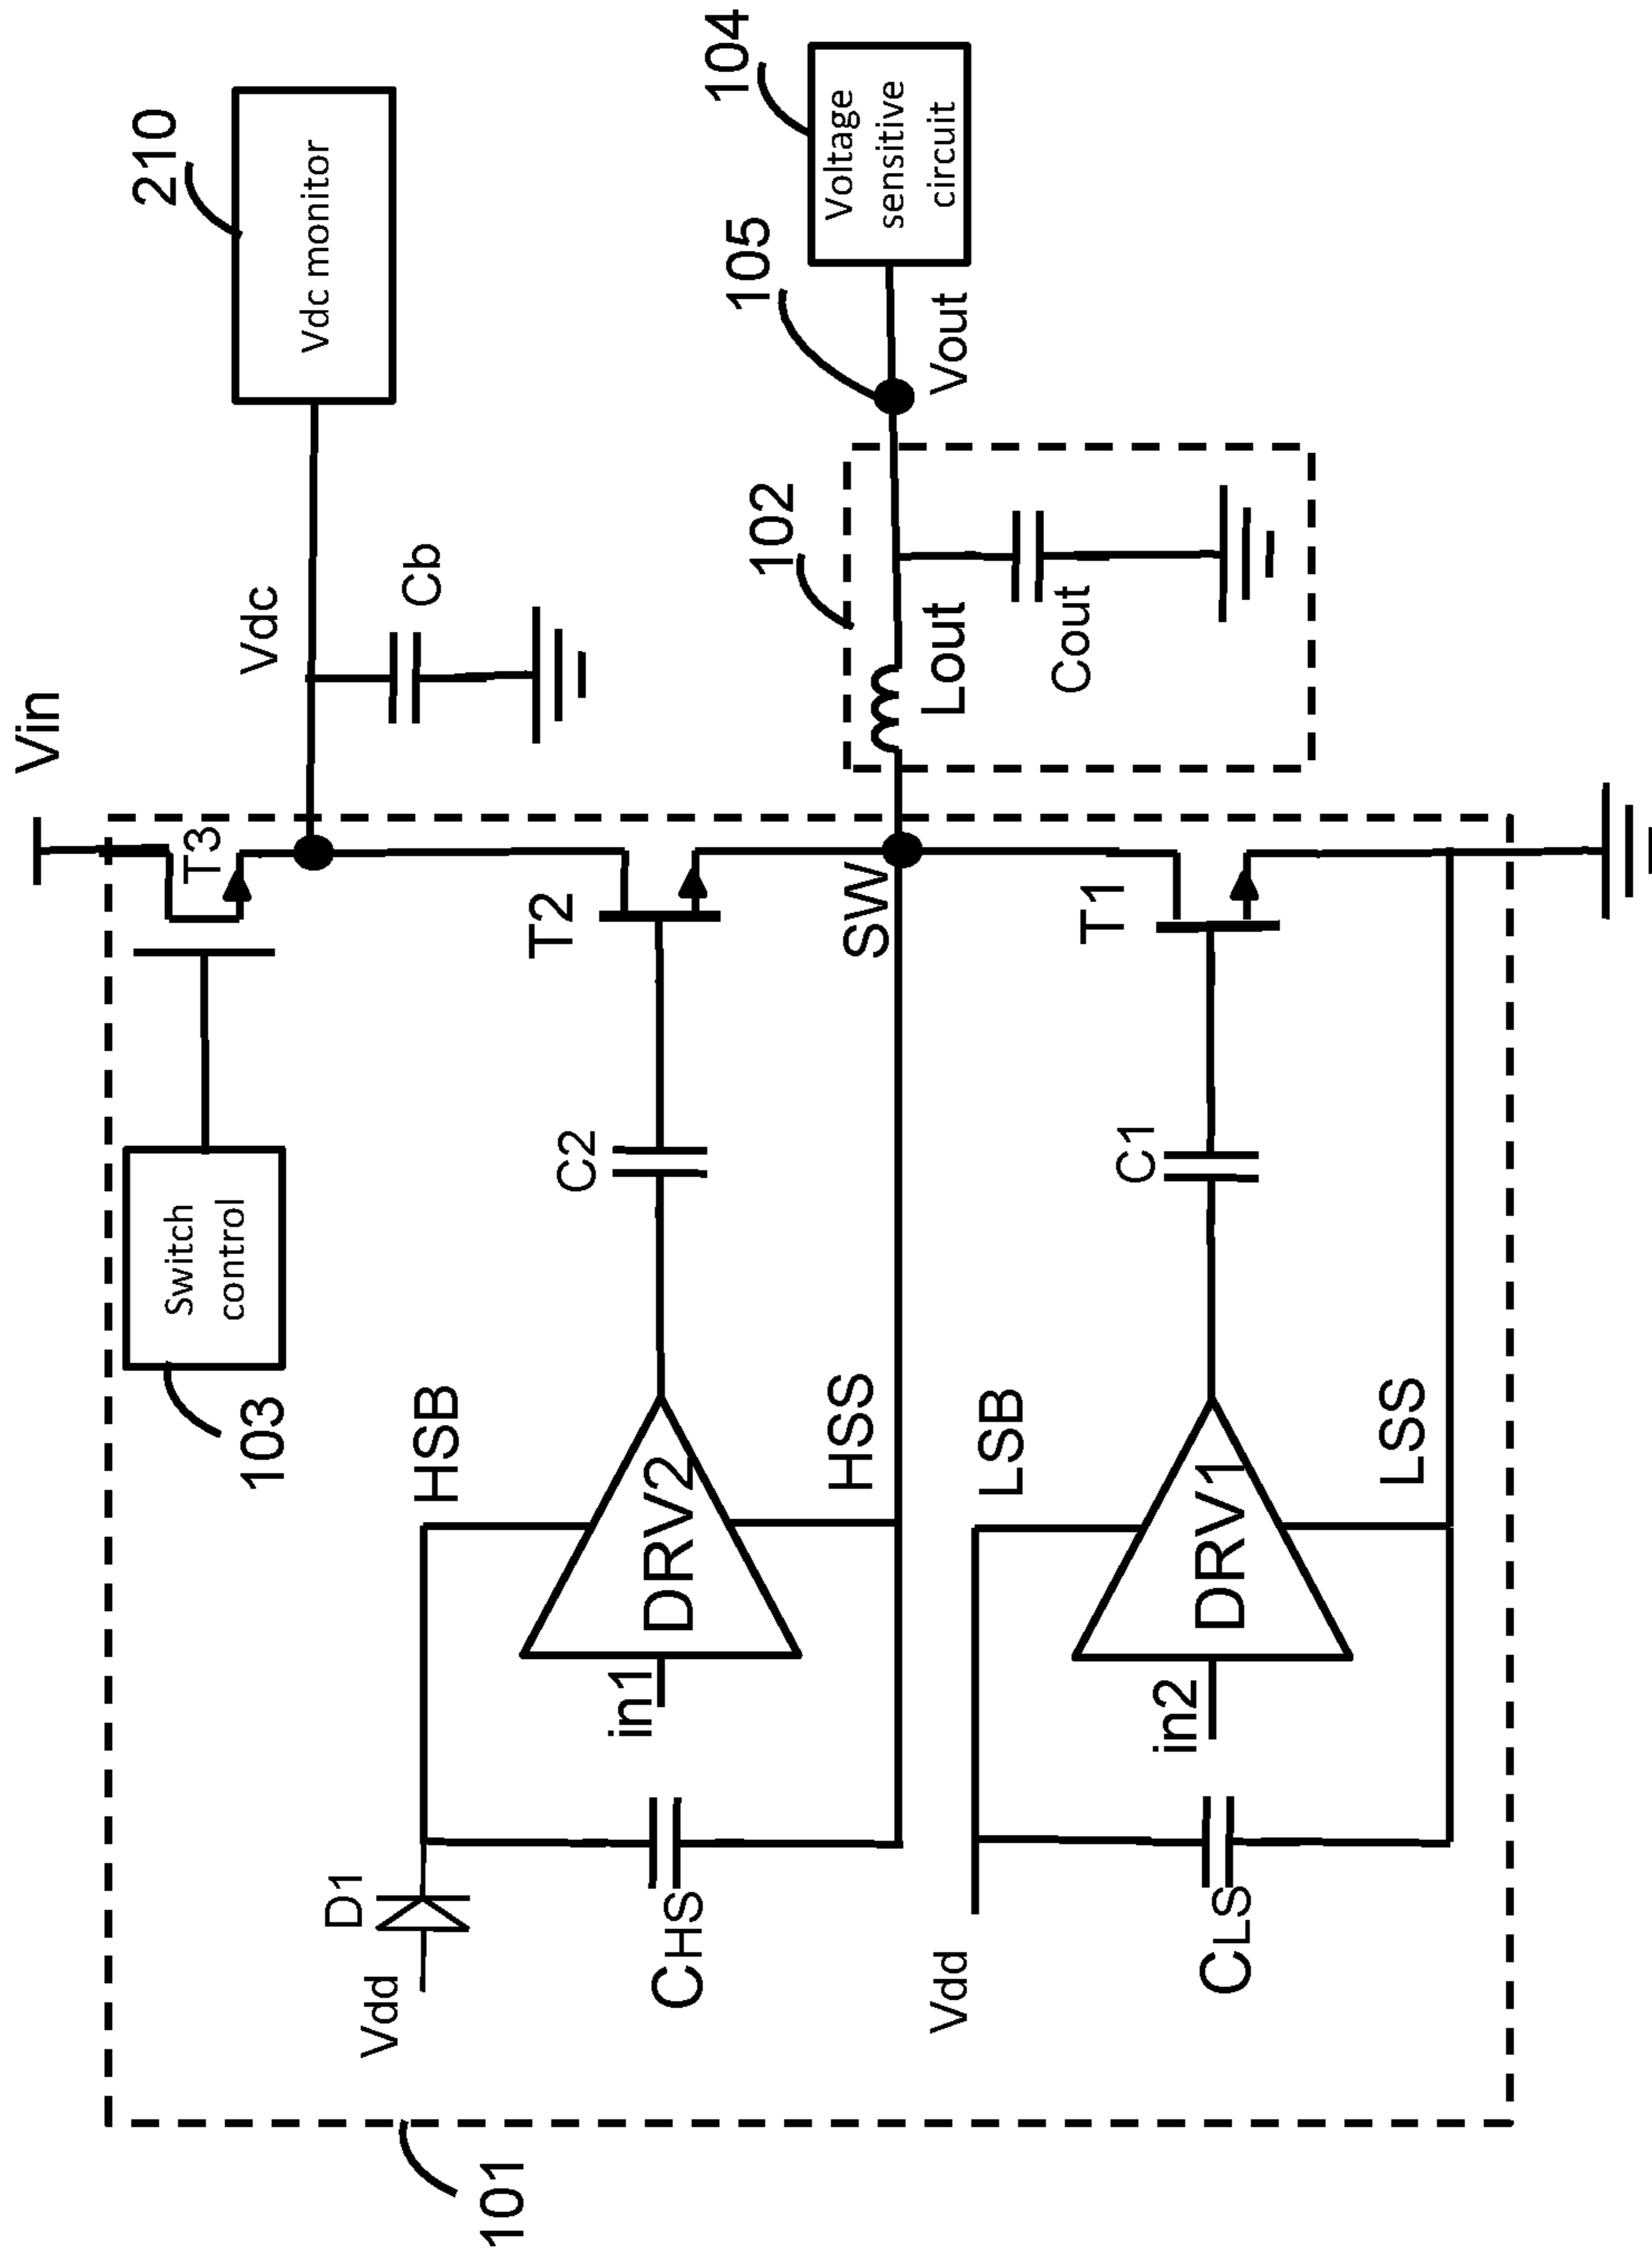 Vin
210
Vdc monitor
Vdc
Cb
T3
Switch
control
103
104
Voltage
sensitive
circuit
105
Vout
102
Lout
Cout
T2
C2
SW
HSB
DRV2
in1
HSS
D1
Vdd
CHS
T1
C1
LSB
DRV1
in2
LSS
Vdd
CLS
101